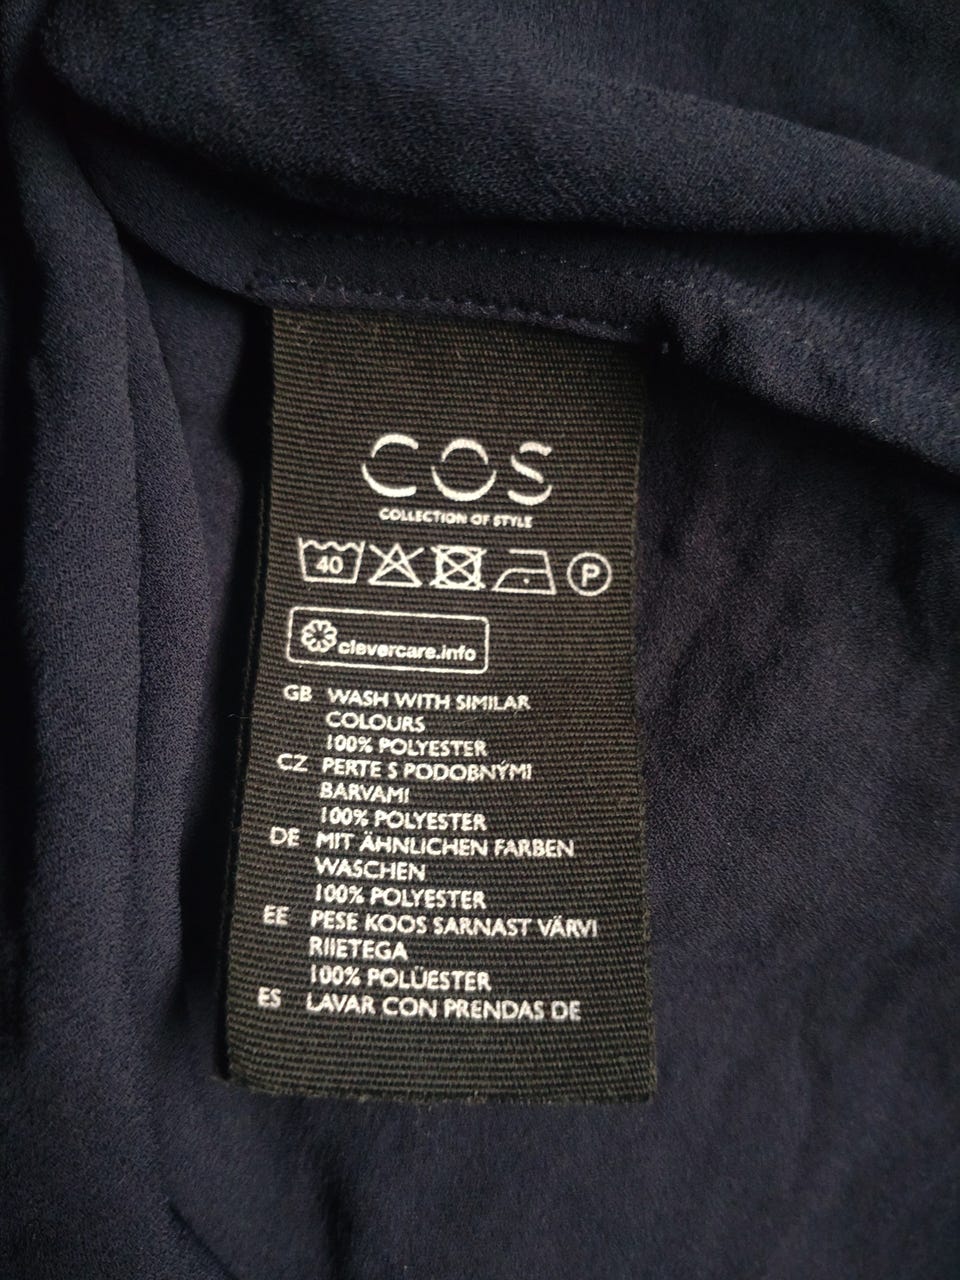 COS
COLLECTION OF STYLE
40 P
clevercare.info
GB WASH WITH SIMILAR
COLOURS
100% POLYESTER
CZ PERTE S PODOBNÝMI
BARVAMI
100% POLYESTER
DE MIT ÄHNLICHEN FARBEN
WASCHEN
100% POLYESTER
EE PESE KOOS SARNAST VÄRVI
RIIETEGA
100% POLÜESTER
ES LAVAR CON PRENDAS DE